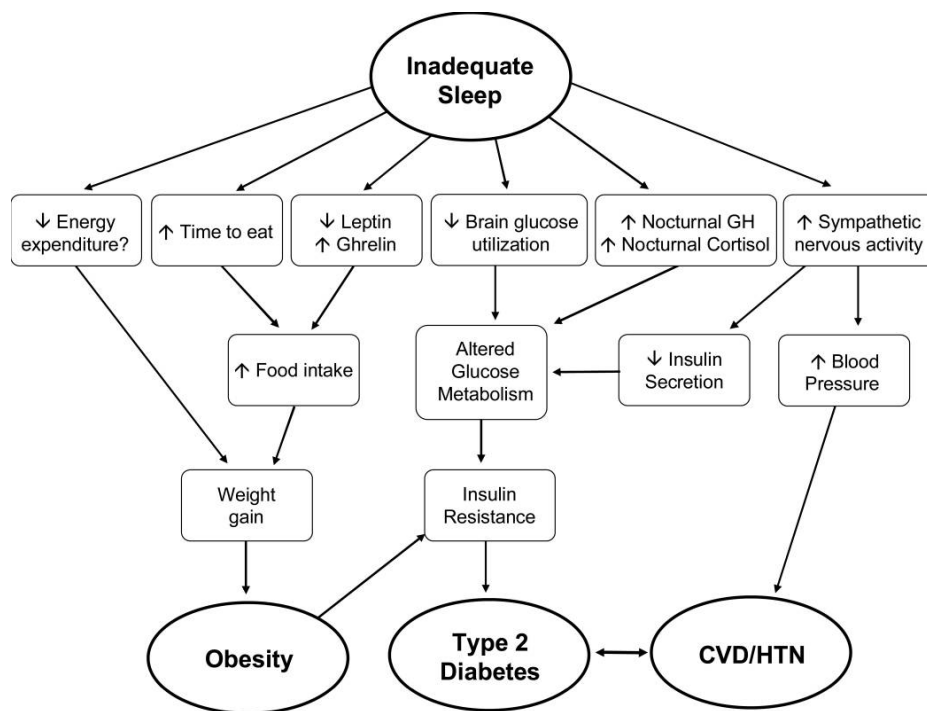 Inadequate
Sleep
↓ Energy
expenditure?
↑ Time to eat
↓ Leptin
↑ Ghrelin
↓ Brain glucose
utilization
↑ Nocturnal GH
↑ Nocturnal Cortisol
↑ Sympathetic
nervous activity
↑ Food intake
Altered
Glucose
Metabolism
↓ Insulin
Secretion
↑ Blood
Pressure
Weight
gain
Insulin
Resistance
Obesity
Type 2
Diabetes
CVD/HTN